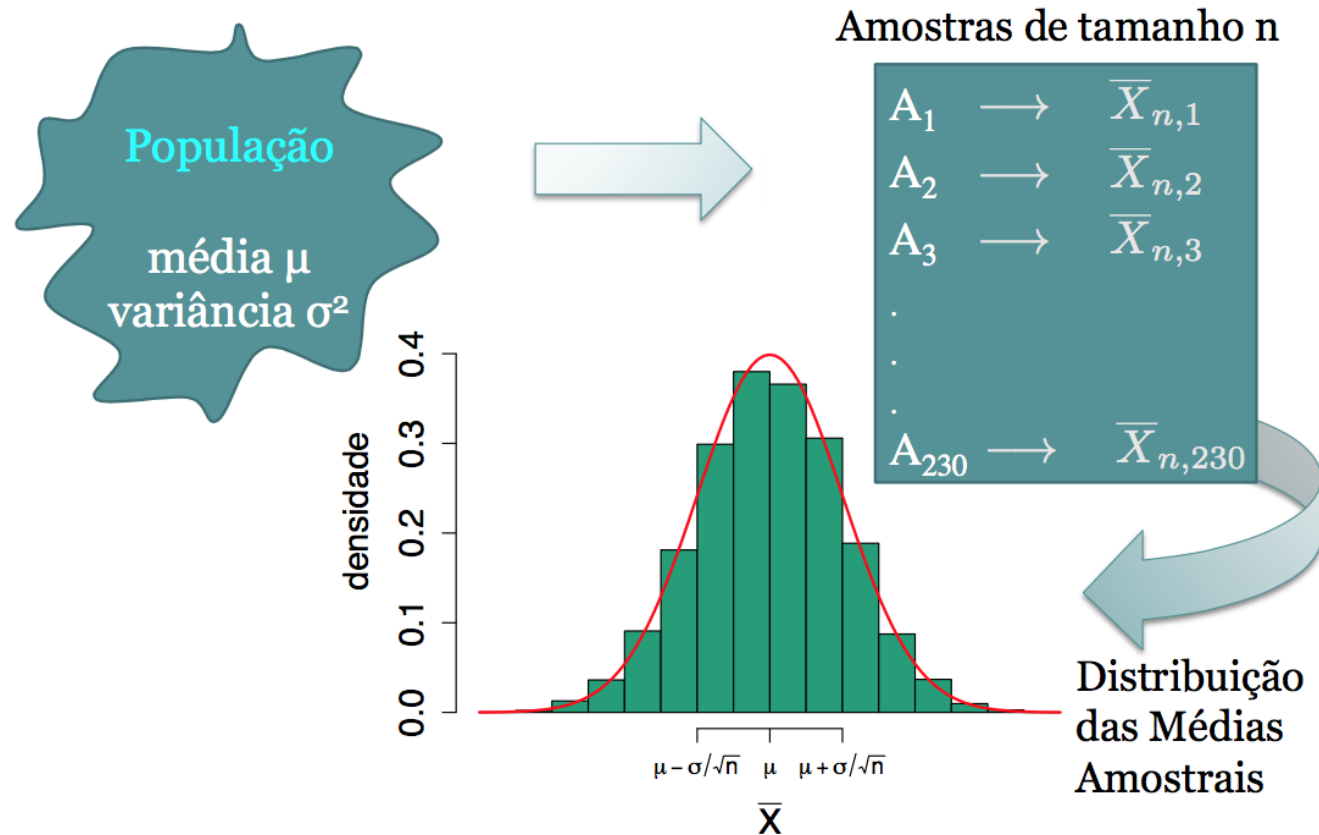 População
média μ
variância σ²
Amostras de tamanho n
A₁ ⟶ X̅ₙ,₁
A₂ ⟶ X̅ₙ,₂
A₃ ⟶ X̅ₙ,₃
.
.
.
A₂₃₀ ⟶ X̅ₙ,₂₃₀
densidade
0.4
0.3
0.2
0.1
0.0
μ − σ/√n μ μ + σ/√n
X̅
Distribuição
das Médias
Amostrais